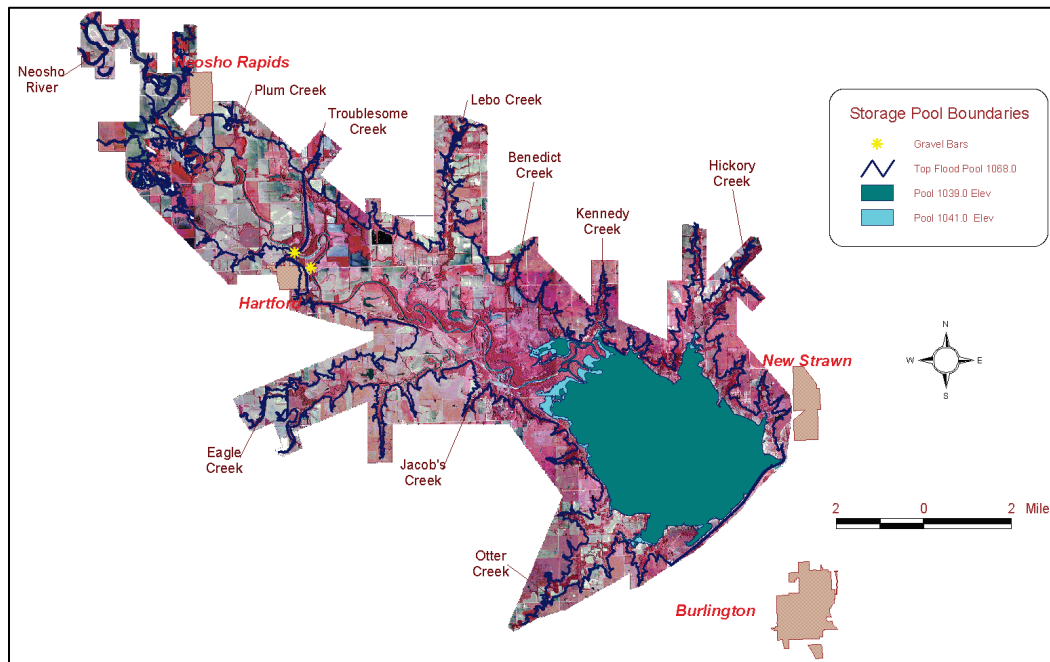 Neosho Rapids
Neosho
River
Plum Creek
Troublesome
Creek
Lebo Creek
Benedict
Creek
Kennedy
Creek
Hickory
Creek
Storage Pool Boundaries
Gravel Bars
Top Flood Pool 1068.0
Pool 1039.0 Elev
Pool 1041.0 Elev
Hartford
N
W
E
S
New Strawn
Eagle
Creek
Jacob's
Creek
2 0 2 Mile
Otter
Creek
Burlington